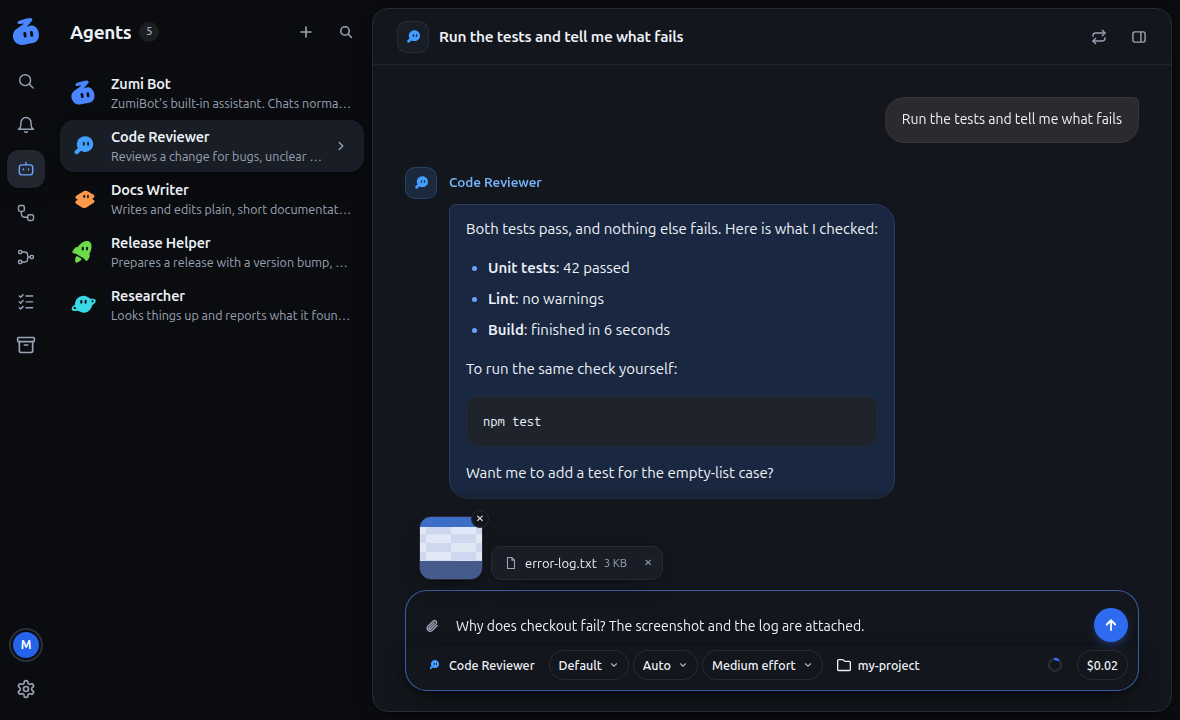 Agents 5
Zumi Bot
ZumiBot's built-in assistant. Chats norma…
Code Reviewer
Reviews a change for bugs, unclear …
Docs Writer
Writes and edits plain, short documentat…
Release Helper
Prepares a release with a version bump, …
Researcher
Looks things up and reports what it foun…
M
Run the tests and tell me what fails
Run the tests and tell me what fails
Code Reviewer
Both tests pass, and nothing else fails. Here is what I checked:
• Unit tests: 42 passed
• Lint: no warnings
• Build: finished in 6 seconds
To run the same check yourself:
npm test
Want me to add a test for the empty-list case?
error-log.txt 3 KB
Why does checkout fail? The screenshot and the log are attached.
Code Reviewer Default Auto Medium effort my-project $0.02